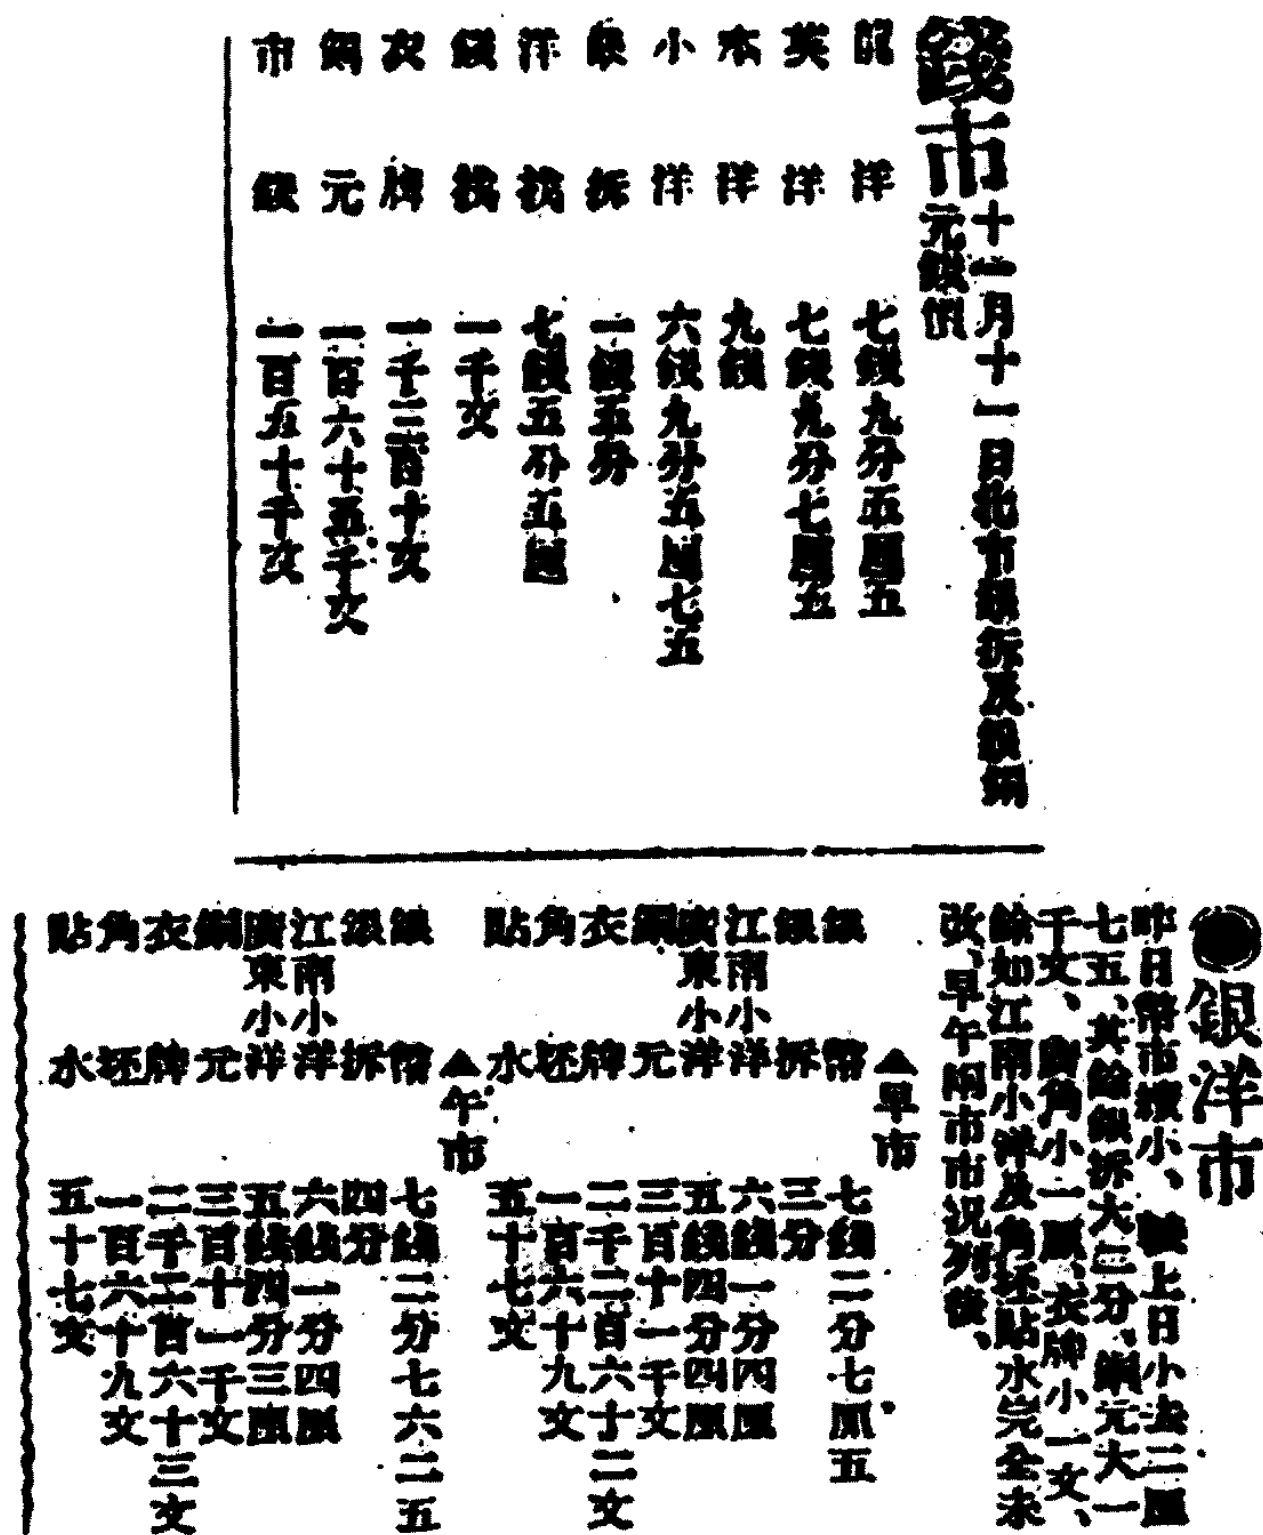 錢市
十一月十一日北市銀拆及銀銅
元錢價
龍洋 七錢九分五厘五
英洋 七錢九分七厘五
本洋 九錢
小洋 六錢九分五厘七五
銀拆 一錢五分
洋找 七錢五分五厘
錢找 一千文
衣牌 一千三百十文
銅元 一百六十五千文
市錢 一百五十千文
銀洋市
昨日幣市續小、較上日小去二厘
七五、其餘銀拆大三分、銅元大一
千文、廣角小一厘、衣牌小一文、
餘如江南小洋及角坯貼水完全未
改、早午兩市市況列後、
▲早市
銀幣 七錢二分七厘五
銀拆 三分
江南小洋 六錢一分四厘
廣東小洋 五錢四分四厘
銅元 三百十一千文
衣牌 二千二百六十二文
角坯 一百六十九文
貼水 五十七文
▲午市
銀幣 七錢二分七六二五
銀拆 四分
江南小洋 六錢一分四厘
廣東小洋 五錢四分三厘
銅元 三百十一千文
衣牌 二千二百六十三文
角坯 一百六十九文
貼水 五十七文